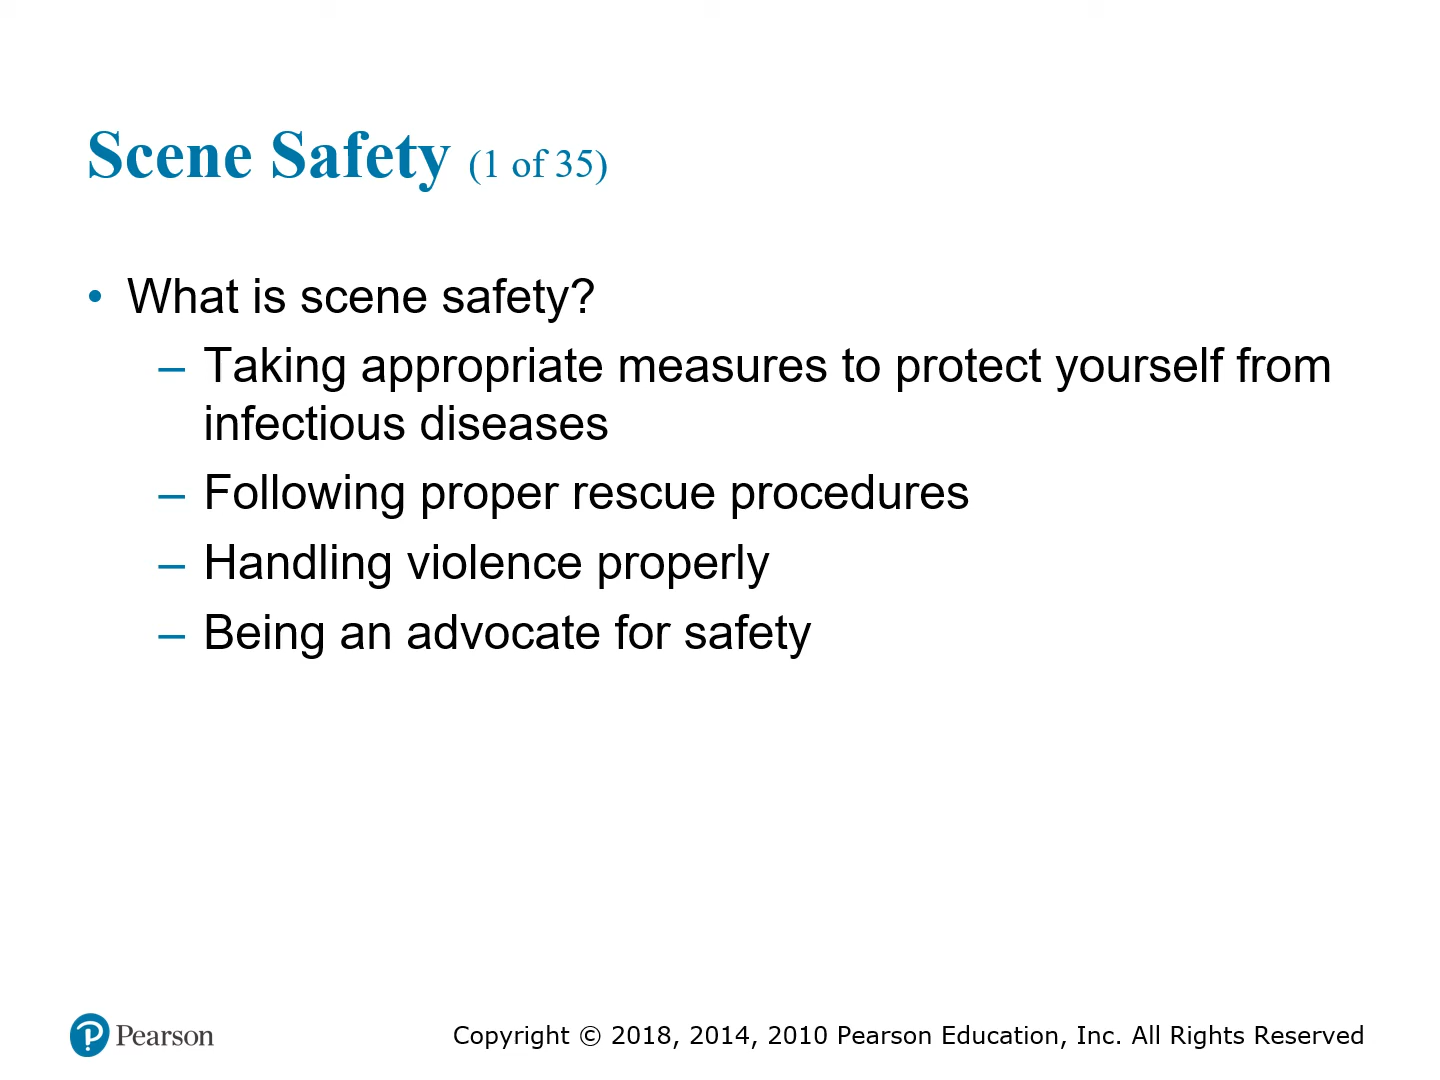 Scene Safety (1 of 35)
• What is scene safety?
– Taking appropriate measures to protect yourself from
infectious diseases
– Following proper rescue procedures
– Handling violence properly
– Being an advocate for safety
Pearson
Copyright © 2018, 2014, 2010 Pearson Education, Inc. All Rights Reserved